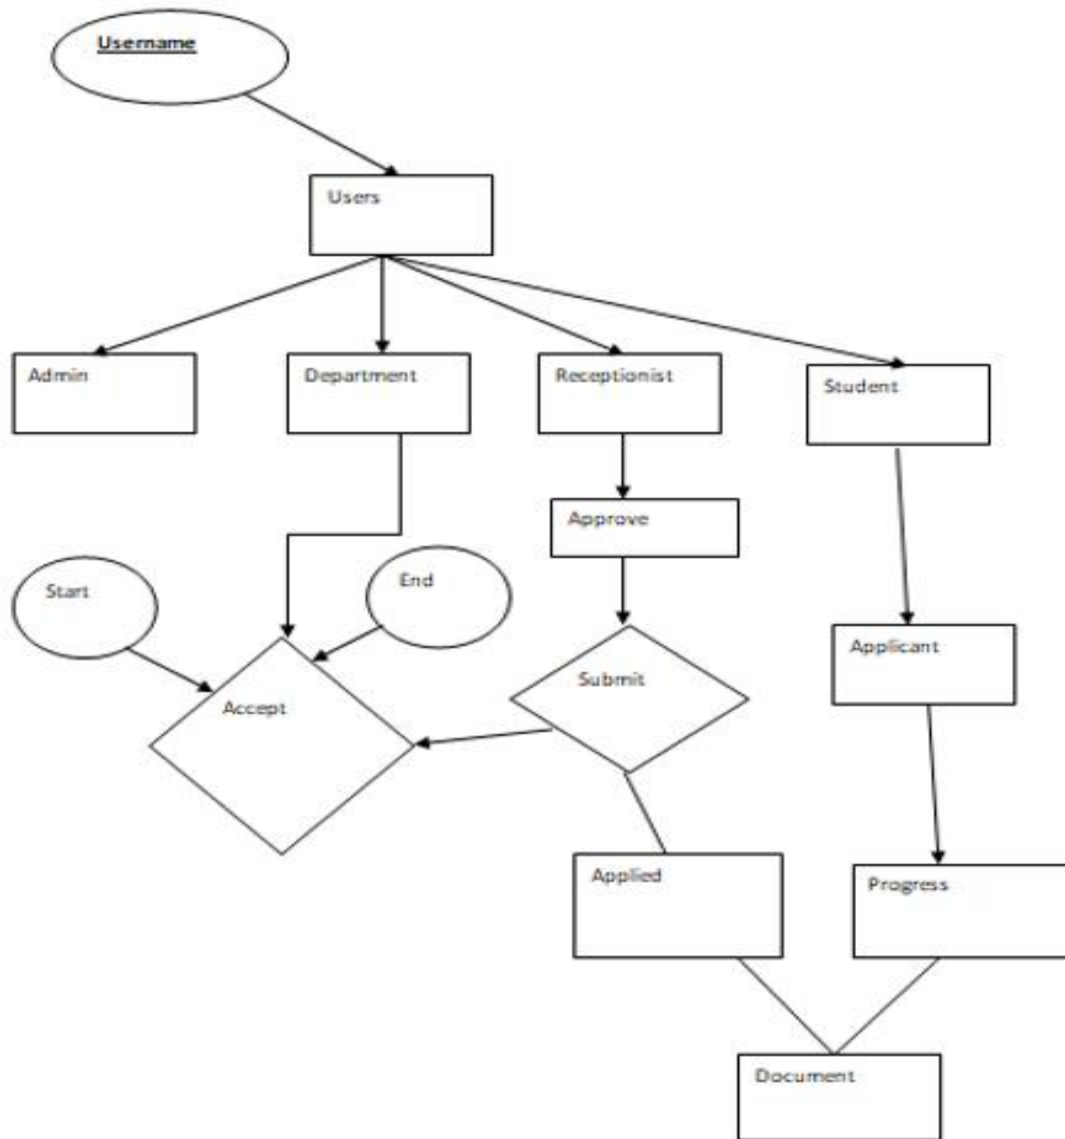 Username
Users
Admin
Department
Receptionist
Student
Approve
Start
End
Applicant
Submit
Accept
Applied
Progress
Document